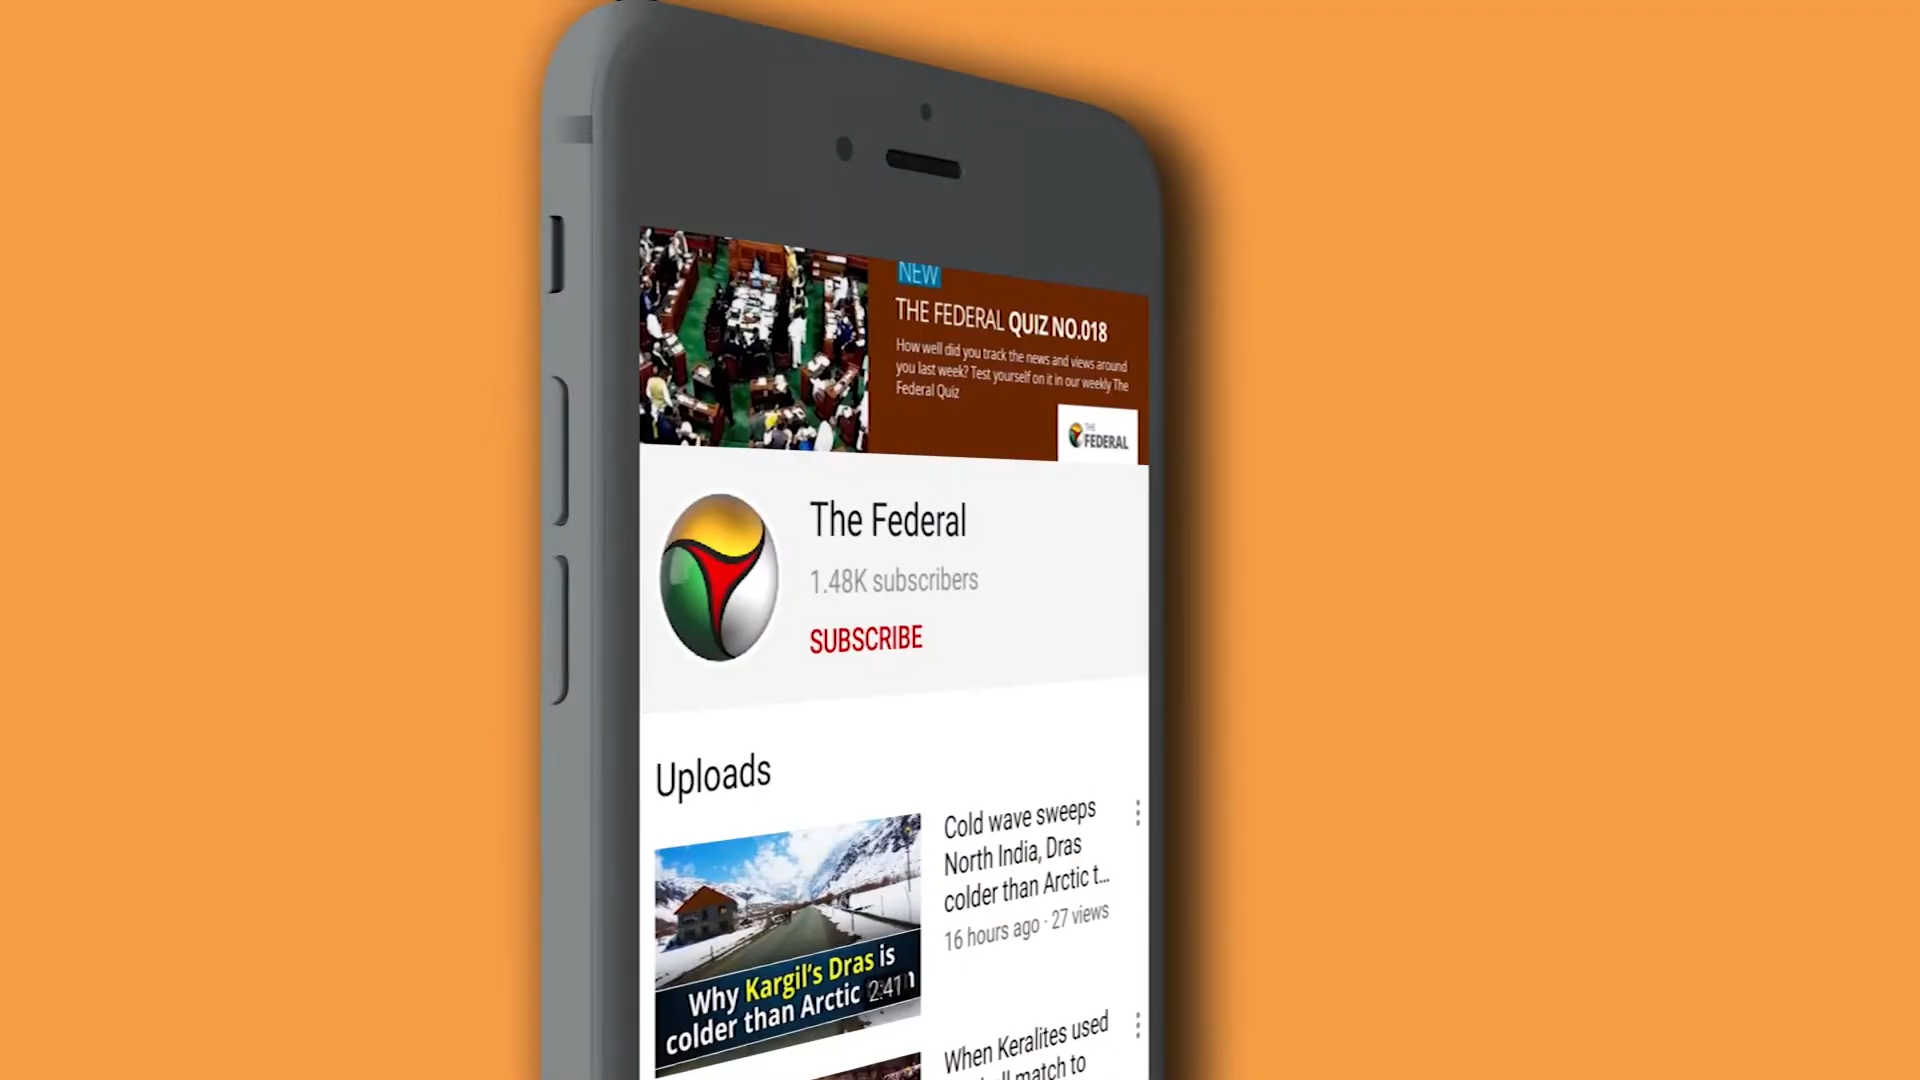 NEW
THE FEDERAL QUIZ NO.018
How well did you track the news and views around
you last week? Test yourself on it in our weekly The
Federal Quiz
THE
FEDERAL
The Federal
1.48K subscribers
SUBSCRIBE
Uploads
Why Kargil's Dras is
colder than Arctic
2:41
Cold wave sweeps
North India, Dras
colder than Arctic t...
16 hours ago · 27 views
When Keralites used
match to